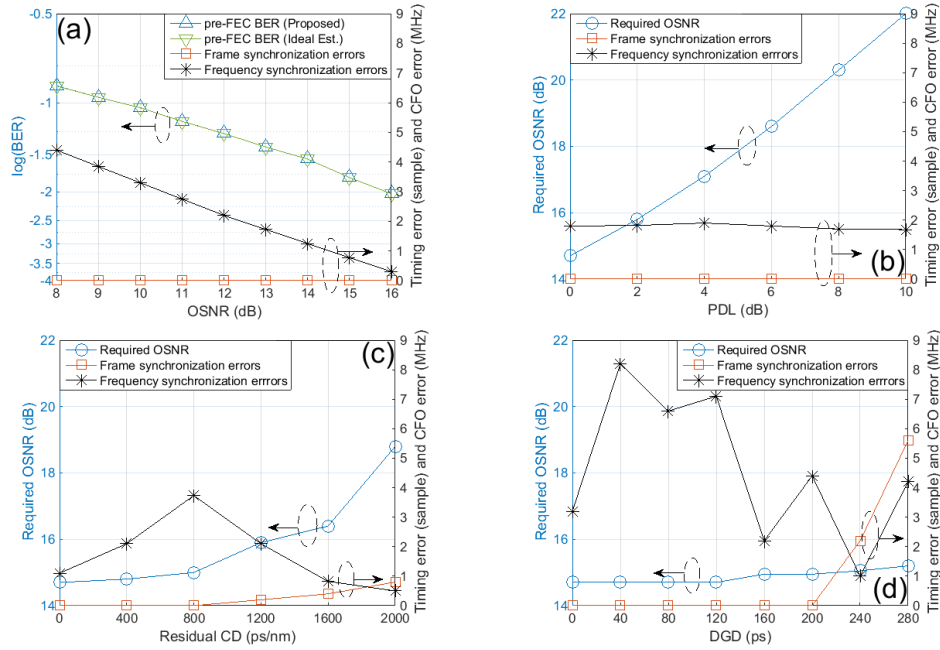 (a)
pre-FEC BER (Proposed)
pre-FEC BER (Ideal Est.)
Frame synchronization errors
Frequency synchronization errors
-0.5
-1
-1.5
-2
-2.5
-3
-3.5
-4
log(BER)
8 9 10 11 12 13 14 15 16
OSNR (dB)
9
8
7
6
5
4
3
2
1
0
Timing error (sample) and CFO error (MHz)
Required OSNR
Frame synchronization errors
Frequency synchronization errrors
22
20
18
16
14
Required OSNR (dB)
0 2 4 6 8 10
PDL (dB)
9
8
7
6
5
4
3
2
1
0
Timing error (sample) and CFO error (MHz)
(b)
Required OSNR
Frame synchronization errors
Frequency synchronization errrors
(c)
22
20
18
16
14
Required OSNR (dB)
0 400 800 1200 1600 2000
Residual CD (ps/nm)
9
8
7
6
5
4
3
2
1
0
Timing error (sample) and CFO error (MHz)
Required OSNR
Frame synchronization errors
Frequency synchronization errrors
22
20
18
16
14
Required OSNR (dB)
0 40 80 120 160 200 240 280
DGD (ps)
9
8
7
6
5
4
3
2
1
0
Timing error (sample) and CFO error (MHz)
(d)